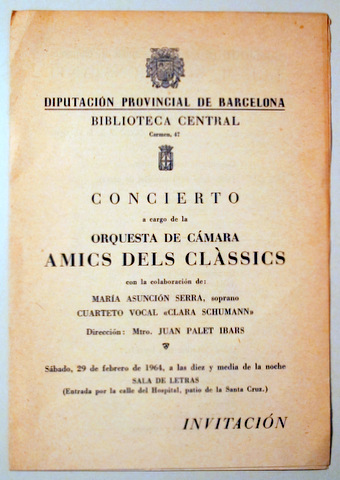 DIPUTACIÓN PROVINCIAL DE BARCELONA
BIBLIOTECA CENTRAL
Carmen, 47
CONCIERTO
a cargo de la
ORQUESTA DE CÁMARA
AMICS DELS CLÀSSICS
con la colaboración de:
MARÍA ASUNCIÓN SERRA, soprano
CUARTETO VOCAL «CLARA SCHUMANN»
Dirección: Mtro. JUAN PALET IBARS
Sábado, 29 de febrero de 1964, a las diez y media de la noche
SALA DE LETRAS
(Entrada por la calle del Hospital, patio de la Santa Cruz.)
INVITACIÓN